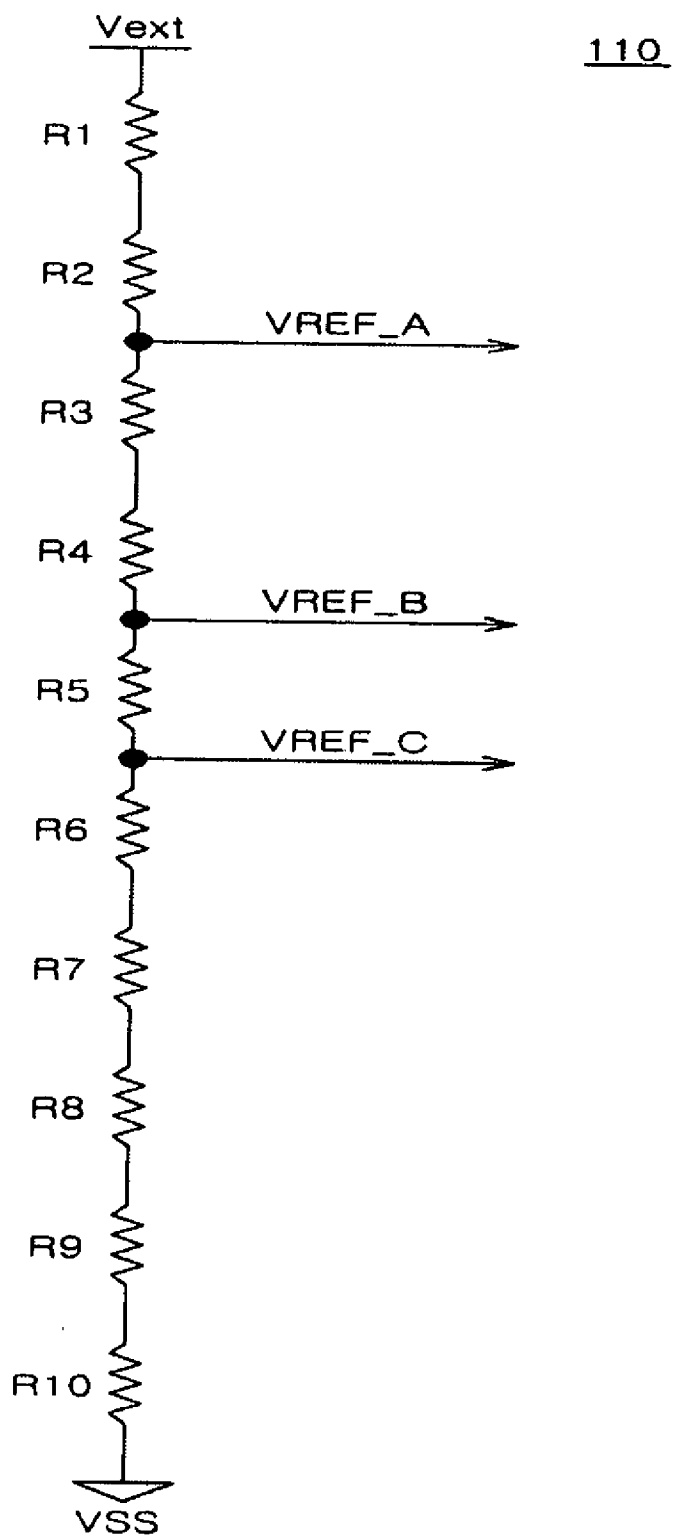 Vext
110
R1
R2
VREF_A
R3
R4
VREF_B
R5
VREF_C
R6
R7
R8
R9
R10
VSS